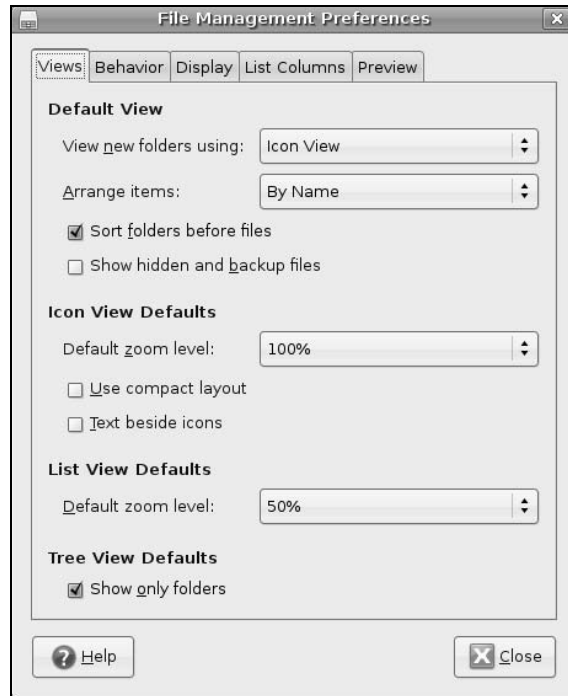 File Management Preferences
Views Behavior Display List Columns Preview
Default View
View new folders using: Icon View
Arrange items: By Name
Sort folders before files
Show hidden and backup files
Icon View Defaults
Default zoom level: 100%
Use compact layout
Text beside icons
List View Defaults
Default zoom level: 50%
Tree View Defaults
Show only folders
Help Close